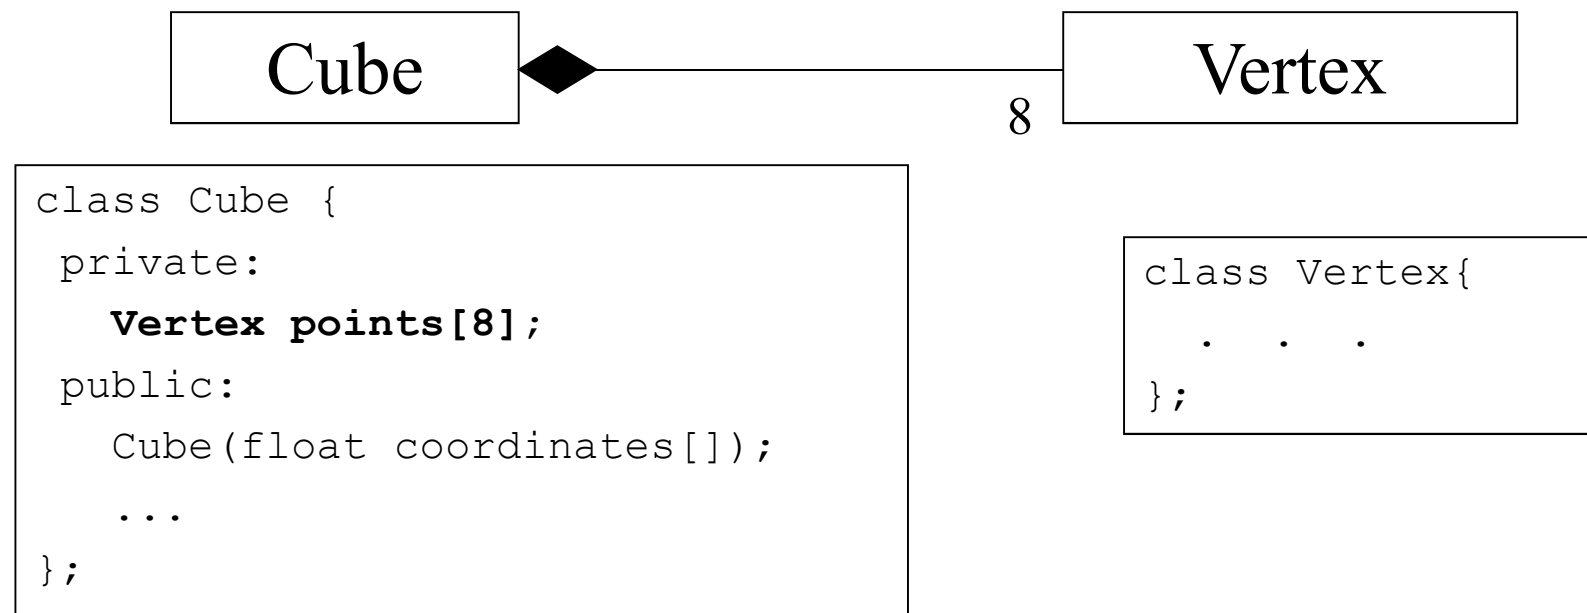 Cube
Vertex
8
class Cube {
private:
Vertex points[8];
public:
Cube(float coordinates[]);
...
};
class Vertex{
. . .
};